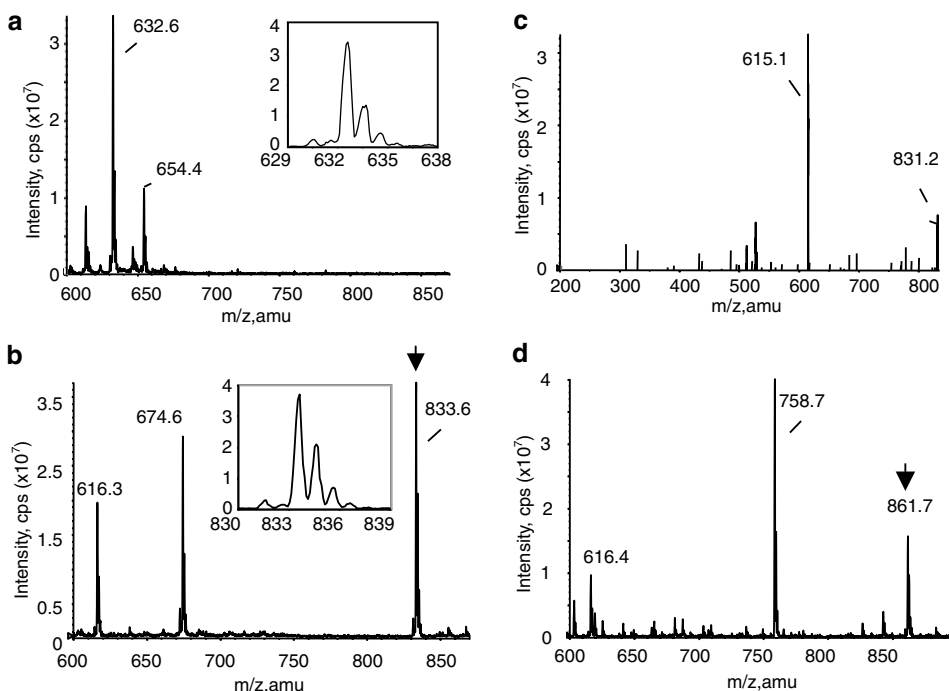 a
Intensity, cps (x10⁷)
3
2
1
0
632.6
654.4
600 650 700 750 800 850
m/z,amu
4
3
2
1
0
629 632 635 638
c
Intensity, cps (x10⁷)
3
2
1
0
615.1
831.2
200 300 400 500 600 700 800
m/z,amu
b
Intensity, cps (x10⁷)
3.5
2.5
1.5
0.5
0
616.3
674.6
833.6
600 650 700 750 800 850
m/z,amu
4
3
2
1
0
830 833 836 839
d
Intensity, cps (x10⁷)
4
3
2
1
0
616.4
758.7
861.7
600 650 700 750 800 850
m/z,amu